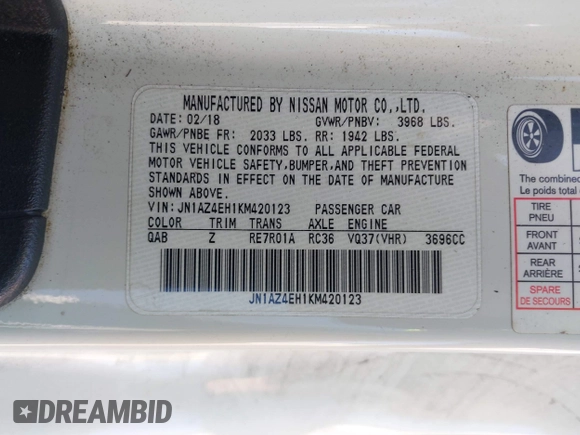 MANUFACTURED BY NISSAN MOTOR CO.,LTD.
DATE: 02/18 GVWR/PNBV: 3968 LBS.
GAWR/PNBE FR: 2033 LBS. RR: 1942 LBS.
THIS VEHICLE CONFORMS TO ALL APPLICABLE FEDERAL
MOTOR VEHICLE SAFETY,BUMPER,AND THEFT PREVENTION
STANDARDS IN EFFECT ON THE DATE OF MANUFACTURE
SHOWN ABOVE.
VIN: JN1AZ4EH1KM420123 PASSENGER CAR
COLOR TRIM TRANS AXLE ENGINE
QAB Z RE7R01A RC36 VQ37(VHR) 3696CC
JN1AZ4EH1KM420123
The combined
Le poids total
TIRE
PNEU
FRONT
AVANT
REAR
ARRIÈRE
SPARE
DE SECOURS
DREAMBID